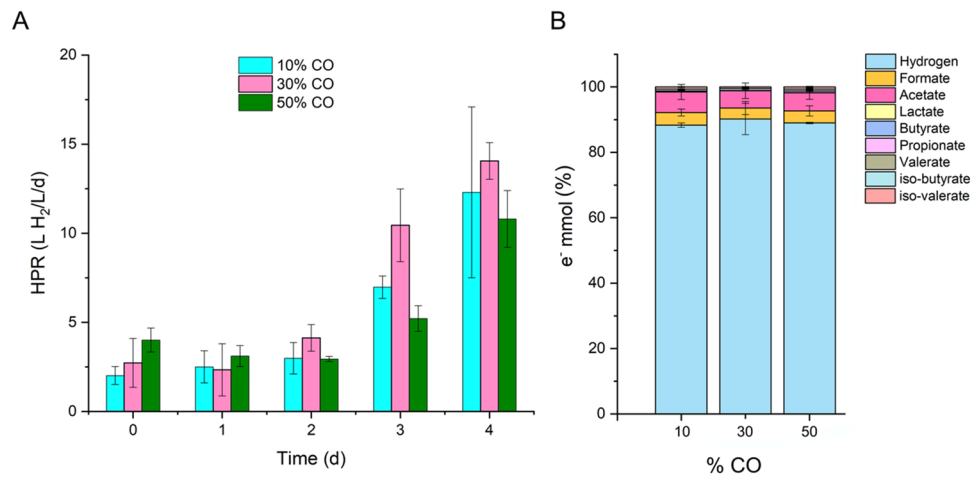 A
HPR (L H₂/L/d)
20
15
10
5
0
10% CO
30% CO
50% CO
0 1 2 3 4
Time (d)
B
e⁻ mmol (%)
100
80
60
40
20
0
10 30 50
% CO
Hydrogen
Formate
Acetate
Lactate
Butyrate
Propionate
Valerate
iso-butyrate
iso-valerate